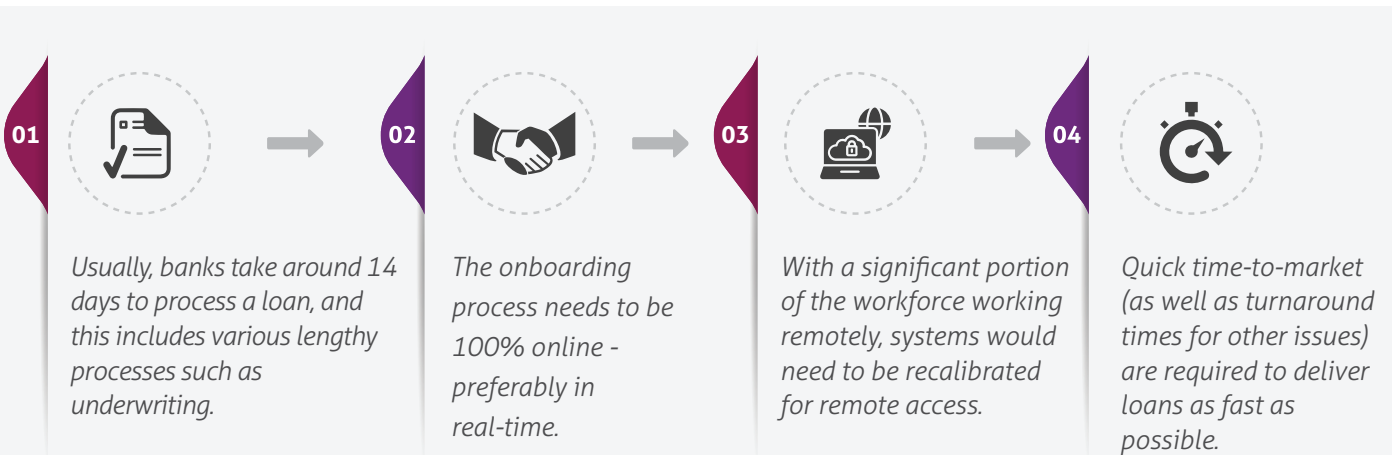 01
Usually, banks take around 14
days to process a loan, and
this includes various lengthy
processes such as
underwriting.
02
The onboarding
process needs to be
100% online -
preferably in
real-time.
03
With a significant portion
of the workforce working
remotely, systems would
need to be recalibrated
for remote access.
04
Quick time-to-market
(as well as turnaround
times for other issues)
are required to deliver
loans as fast as
possible.